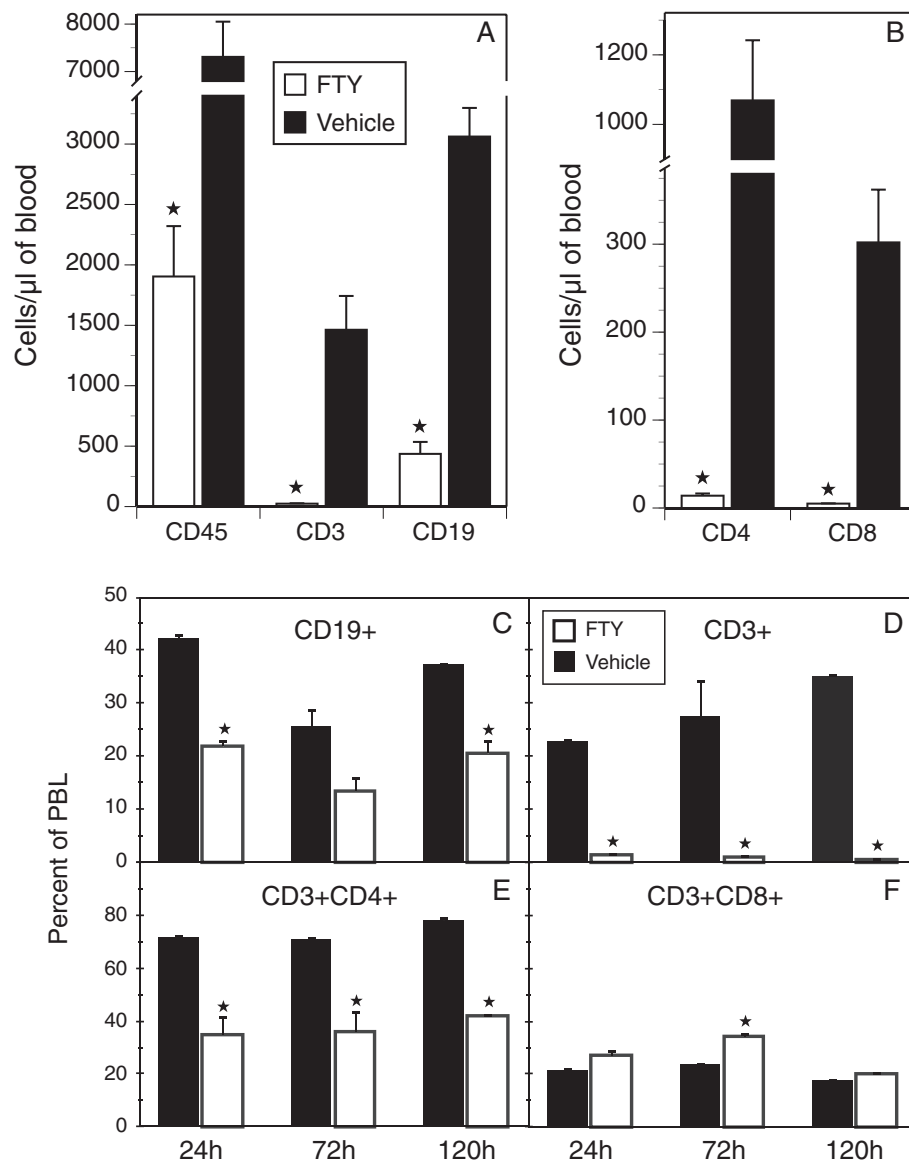 A
8000
7000
3000
2500
2000
1500
1000
500
0
Cells/µl of blood
FTY
Vehicle
★
★
★
CD45 CD3 CD19
B
1200
1000
300
200
100
0
Cells/µl of blood
★
★
CD4 CD8
Percent of PBL
50
40
30
20
10
0
CD19+ C
★
★
FTY
Vehicle
CD3+ D
★
★
★
80
60
40
20
0
CD3+CD4+ E
★
★
★
24h 72h 120h
CD3+CD8+ F
★
24h 72h 120h